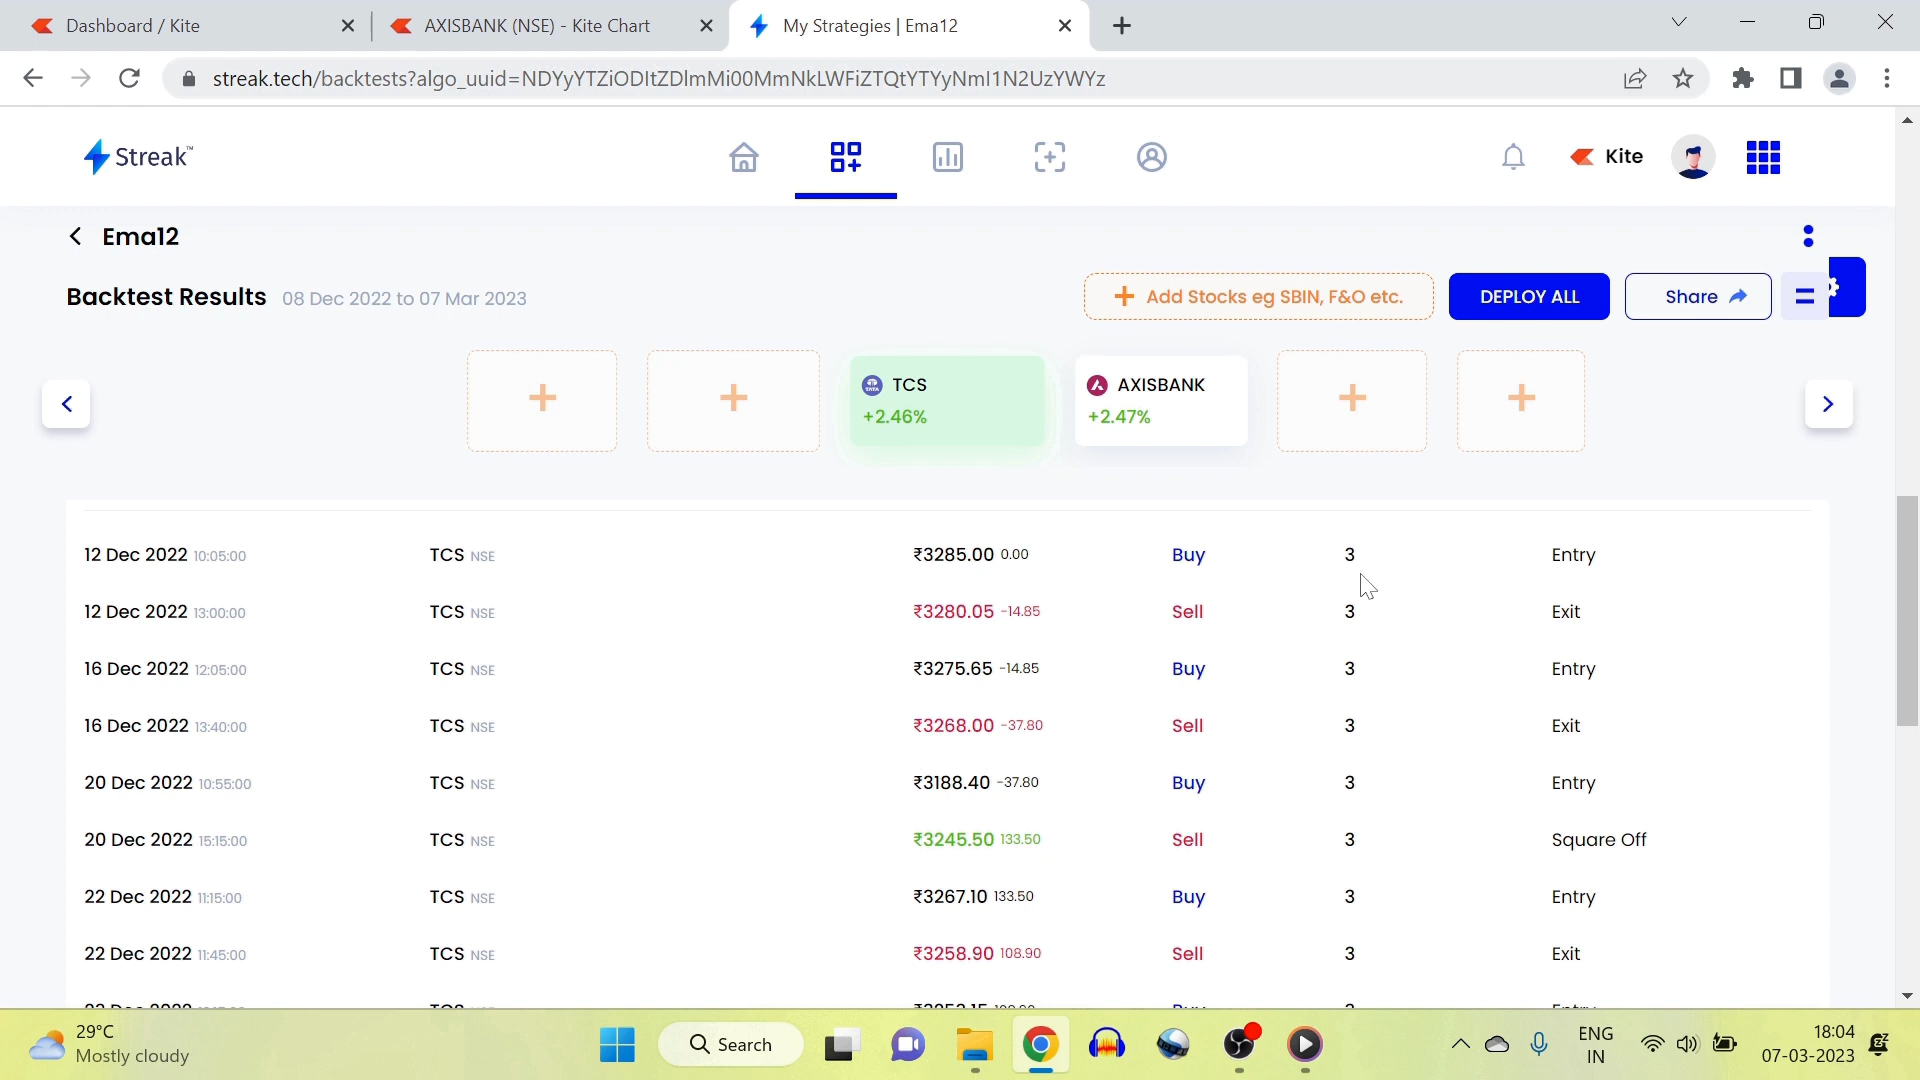 Dashboard / Kite
AXISBANK (NSE) - Kite Chart
My Strategies | Ema12
streak.tech/backtests?algo_uuid=NDYyYTZiODItZDlmMi00MmNkLWFiZTQtYTYyNmI1N2UzYWYz
Streak™
Kite
Ema12
Backtest Results 08 Dec 2022 to 07 Mar 2023
+ Add Stocks eg SBIN, F&O etc.
DEPLOY ALL
Share
TCS
+2.46%
AXISBANK
+2.47%
12 Dec 2022 10:05:00 TCS NSE ₹3285.00 0.00 Buy 3 Entry
12 Dec 2022 13:00:00 TCS NSE ₹3280.05 -14.85 Sell 3 Exit
16 Dec 2022 12:05:00 TCS NSE ₹3275.65 -14.85 Buy 3 Entry
16 Dec 2022 13:40:00 TCS NSE ₹3268.00 -37.80 Sell 3 Exit
20 Dec 2022 10:55:00 TCS NSE ₹3188.40 -37.80 Buy 3 Entry
20 Dec 2022 15:15:00 TCS NSE ₹3245.50 133.50 Sell 3 Square Off
22 Dec 2022 11:15:00 TCS NSE ₹3267.10 133.50 Buy 3 Entry
22 Dec 2022 11:45:00 TCS NSE ₹3258.90 108.90 Sell 3 Exit
29°C
Mostly cloudy
Search
ENG
IN
18:04
07-03-2023